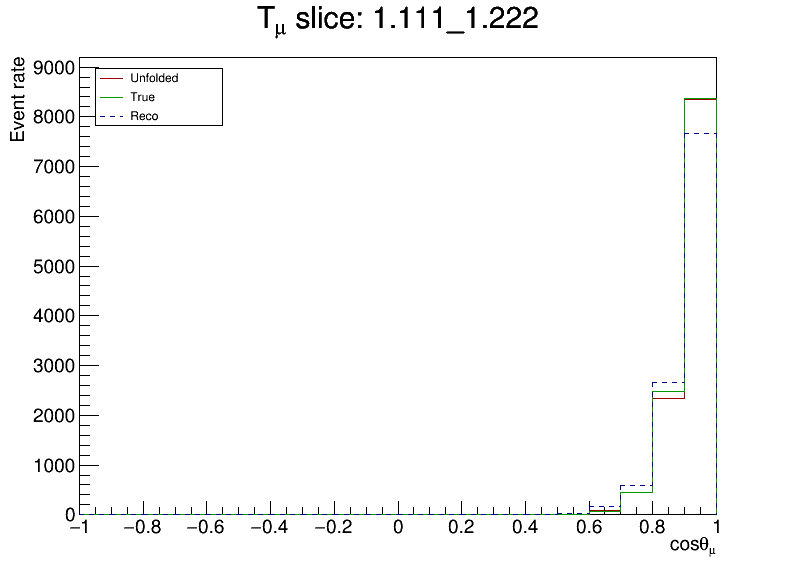 Tμ slice: 1.111_1.222
Event rate
9000
8000
7000
6000
5000
4000
3000
2000
1000
0
Unfolded
True
Reco
−1 −0.8 −0.6 −0.4 −0.2 0 0.2 0.4 0.6 0.8 1
cosθμ